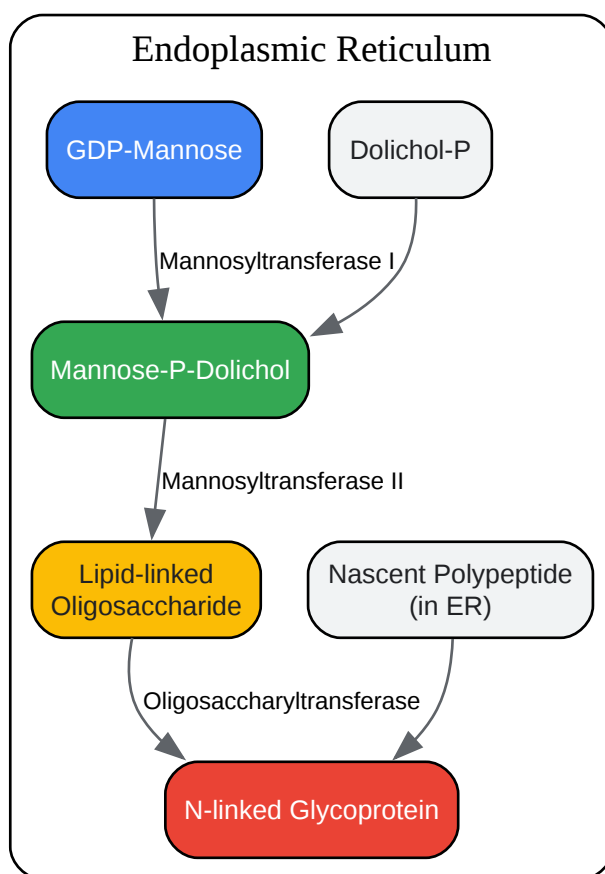 Endoplasmic Reticulum
GDP-Mannose
Dolichol-P
Mannosyltransferase I
Mannose-P-Dolichol
Mannosyltransferase II
Lipid-linked
Oligosaccharide
Nascent Polypeptide
(in ER)
Oligosaccharyltransferase
N-linked Glycoprotein